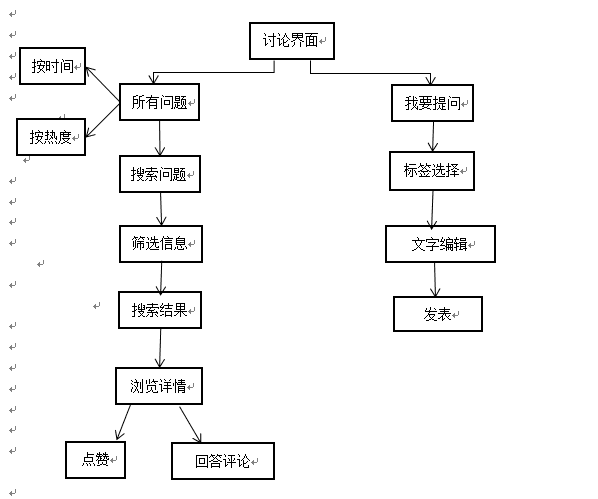 讨论界面
按时间
所有问题
我要提问
按热度
搜索问题
标签选择
筛选信息
文字编辑
搜索结果
发表
浏览详情
点赞
回答评论